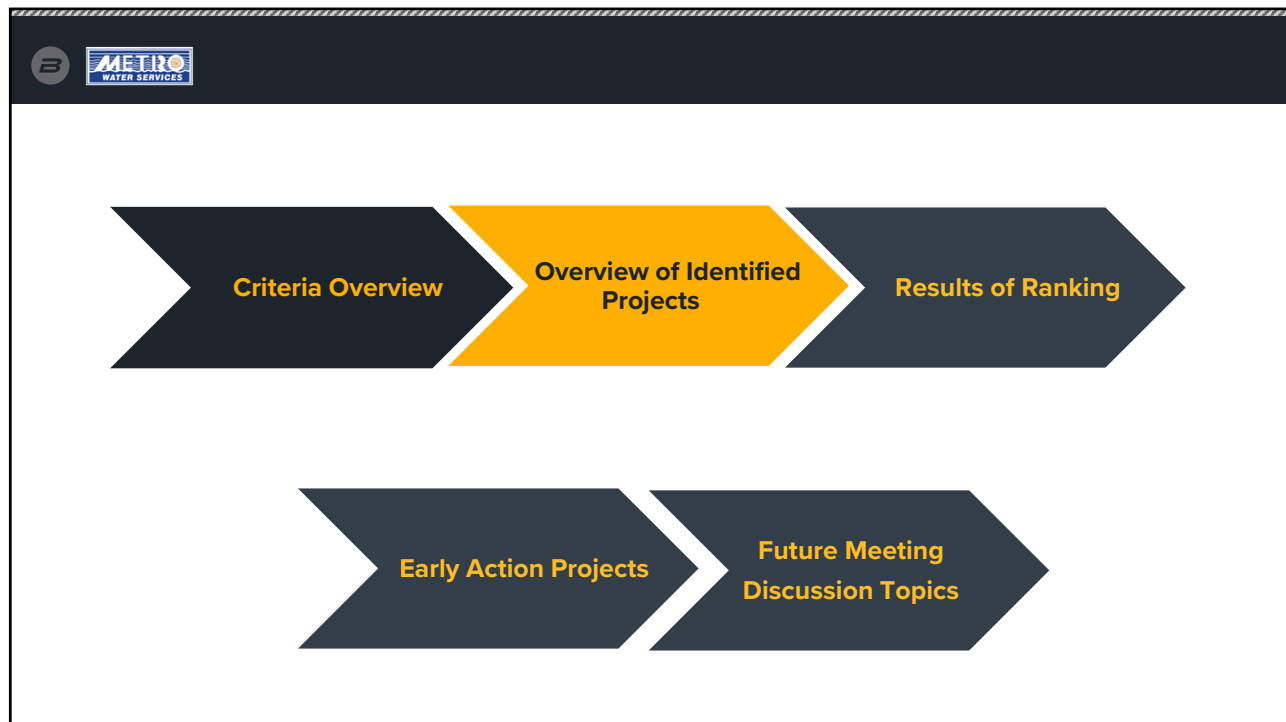 B
METRO
WATER SERVICES
Criteria Overview
Overview of Identified
Projects
Results of Ranking
Early Action Projects
Future Meeting
Discussion Topics